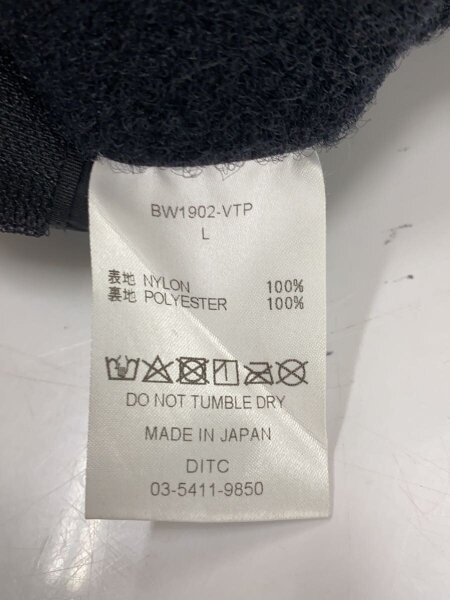 BW1902-VTP
L
表地 NYLON 100%
裏地 POLYESTER 100%
DO NOT TUMBLE DRY
MADE IN JAPAN
DITC
03-5411-9850